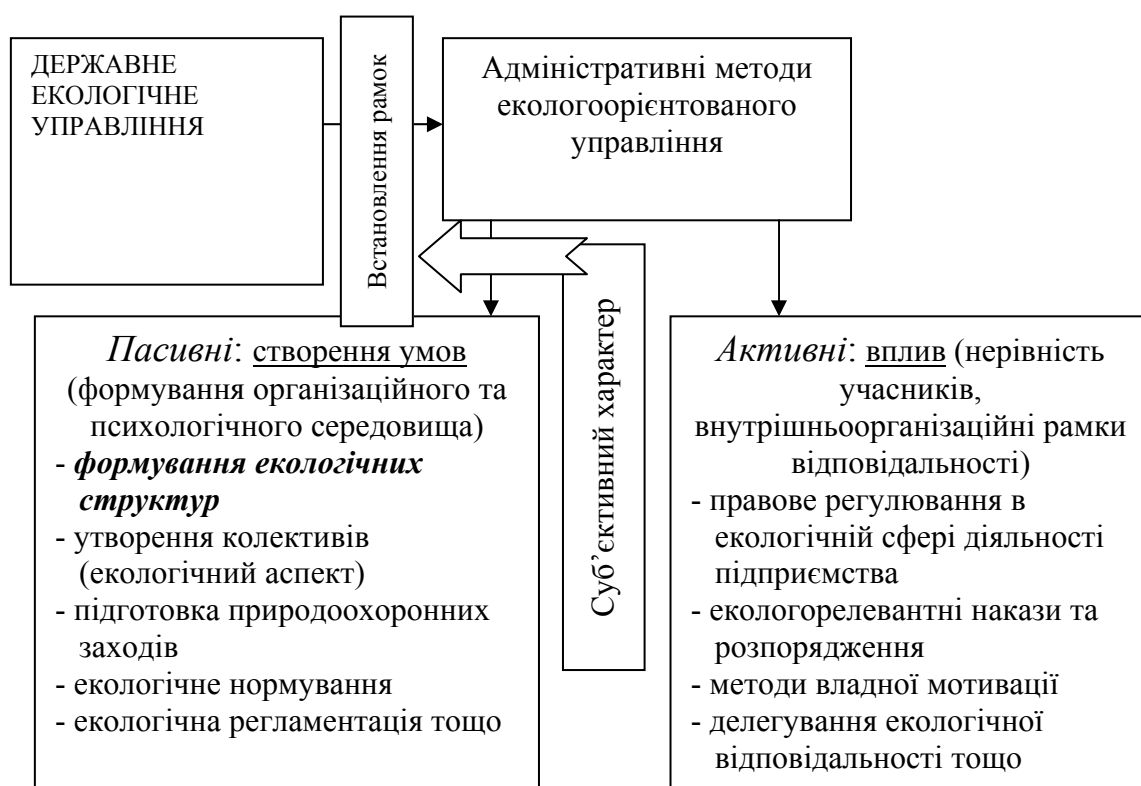 ДЕРЖАВНЕ
ЕКОЛОГІЧНЕ
УПРАВЛІННЯ
Встановлення рамок
Адміністративні методи
екологоорієнтованого
управління
Суб’єктивний характер
Пасивні: створення умов
(формування організаційного та
психологічного середовища)
- формування екологічних
структур
- утворення колективів
(екологічний аспект)
- підготовка природоохоронних
заходів
- екологічне нормування
- екологічна регламентація тощо
Активні: вплив (нерівність
учасників,
внутрішньоорганізаційні рамки
відповідальності)
- правове регулювання в
екологічній сфері діяльності
підприємства
- екологорелевантні накази та
розпорядження
- методи владної мотивації
- делегування екологічної
відповідальності тощо